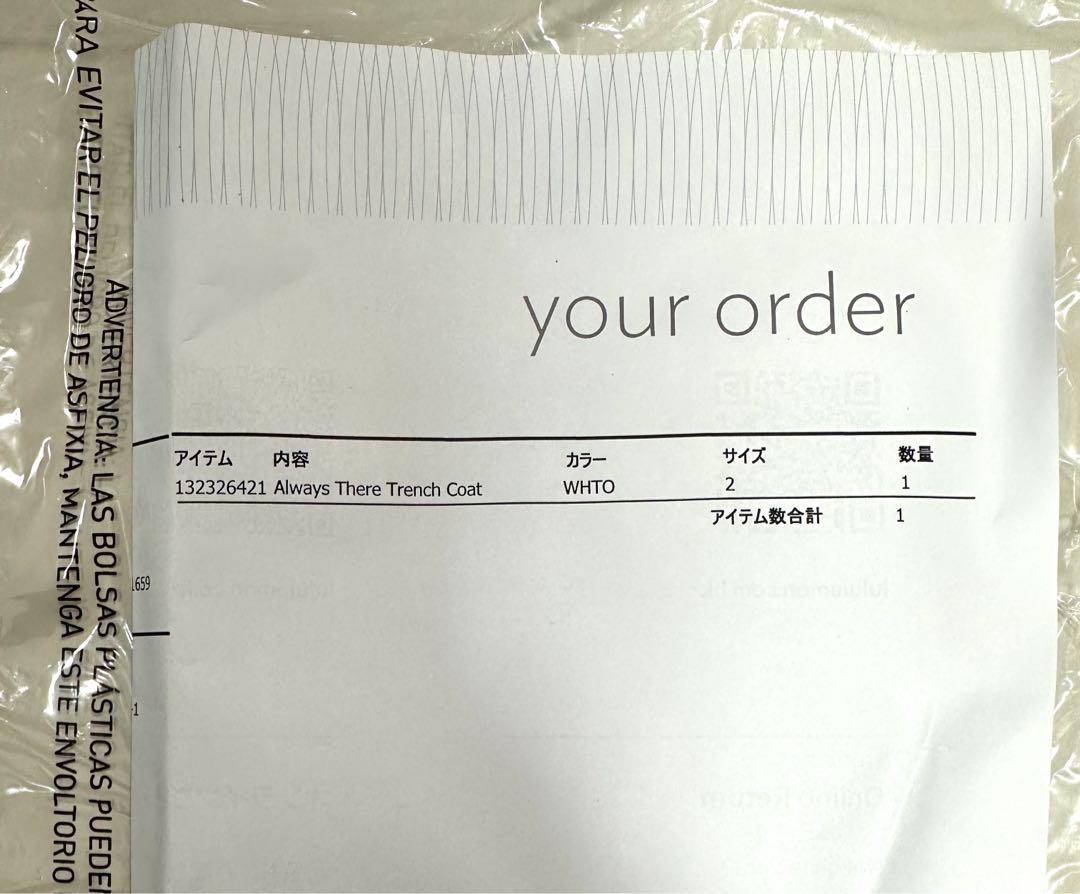 PARA EVITAR EL PELIGRO DE ASFIXIA, MANTENGA ESTE ENVOLTORIO
ADVERTENCIA: LAS BOLSAS PLÁSTICAS PUEDEN
your order
アイテム 内容 カラー サイズ 数量
132326421 Always There Trench Coat WHTO 2 1
アイテム数合計 1
1659
-1